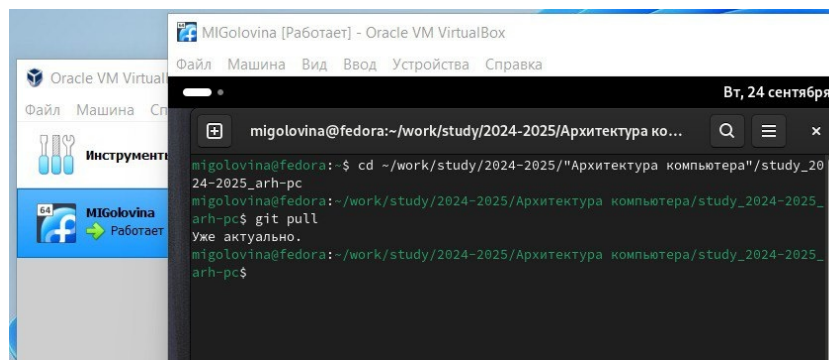 MIGolovina [Работает] - Oracle VM VirtualBox
Файл Машина Вид Ввод Устройства Справка
Oracle VM Virtual
Файл Машина Сп
Инструменты
64
MIGolovina
Работает
Вт, 24 сентября
migolovina@fedora:~/work/study/2024-2025/Архитектура ко...
migolovina@fedora:~$ cd ~/work/study/2024-2025/"Архитектура компьютера"/study_20
24-2025_arh-pc
migolovina@fedora:~/work/study/2024-2025/Архитектура компьютера/study_2024-2025_
arh-pc$ git pull
Уже актуально.
migolovina@fedora:~/work/study/2024-2025/Архитектура компьютера/study_2024-2025_
arh-pc$